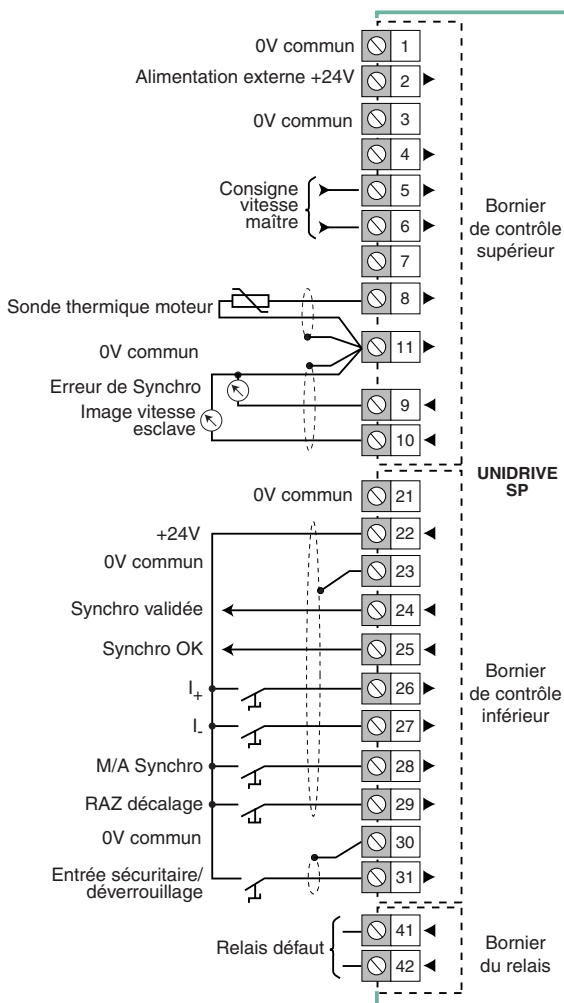 0V commun 1
Alimentation externe +24V 2
0V commun 3
4
Consigne
vitesse
maître
5
6
7
Bornier
de contrôle
supérieur
Sonde thermique moteur 8
0V commun 11
Erreur de Synchro 9
Image vitesse
esclave
10
UNIDRIVE
SP
0V commun 21
+24V 22
0V commun 23
Synchro validée 24
Synchro OK 25
I+ 26
I- 27
Bornier
de contrôle
inférieur
M/A Synchro 28
RAZ décalage 29
0V commun 30
Entrée sécuritaire/
déverrouillage
31
Relais défaut
41
42
Bornier
du relais